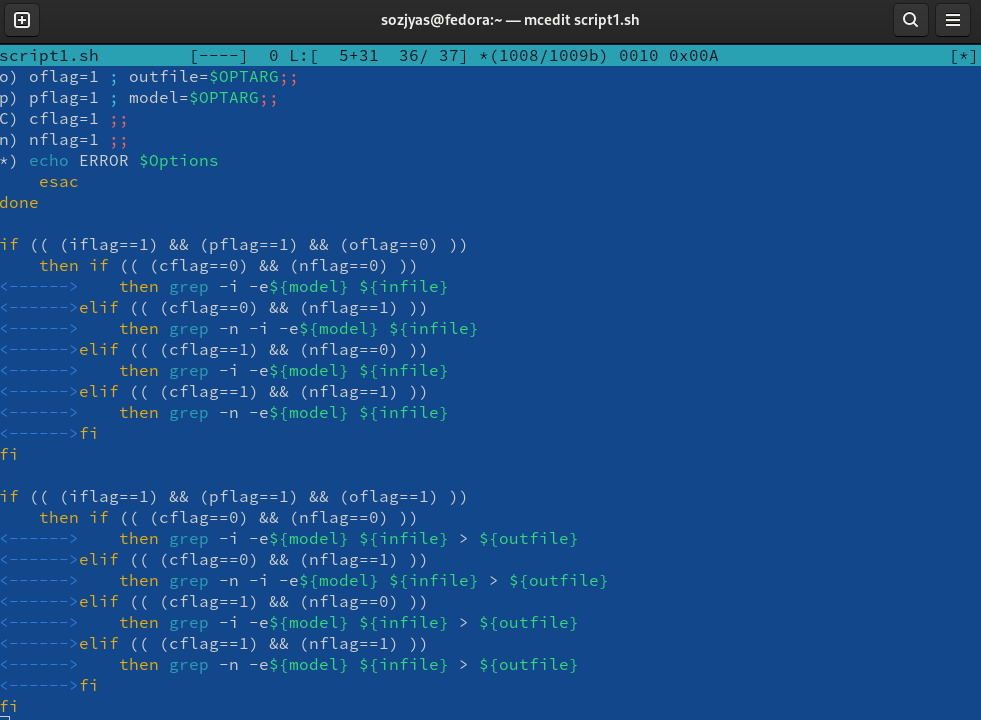 sozjyas@fedora:~ — mcedit script1.sh
script1.sh         [----]  0 L:[  5+31  36/ 37] *(1008/1009b) 0010 0x00A                       [*]
o) oflag=1 ; outfile=$OPTARG;;
p) pflag=1 ; model=$OPTARG;;
C) cflag=1 ;;
n) nflag=1 ;;
*) echo ERROR $Options
    esac
done

if (( (iflag==1) && (pflag==1) && (oflag==0) ))
    then if (( (cflag==0) && (nflag==0) ))
<------>    then grep -i -e${model} ${infile}
<------>elif (( (cflag==0) && (nflag==1) ))
<------>    then grep -n -i -e${model} ${infile}
<------>elif (( (cflag==1) && (nflag==0) ))
<------>    then grep -i -e${model} ${infile}
<------>elif (( (cflag==1) && (nflag==1) ))
<------>    then grep -n -e${model} ${infile}
<------>fi
fi

if (( (iflag==1) && (pflag==1) && (oflag==1) ))
    then if (( (cflag==0) && (nflag==0) ))
<------>    then grep -i -e${model} ${infile} > ${outfile}
<------>elif (( (cflag==0) && (nflag==1) ))
<------>    then grep -n -i -e${model} ${infile} > ${outfile}
<------>elif (( (cflag==1) && (nflag==0) ))
<------>    then grep -i -e${model} ${infile} > ${outfile}
<------>elif (( (cflag==1) && (nflag==1) ))
<------>    then grep -n -e${model} ${infile} > ${outfile}
<------>fi
fi